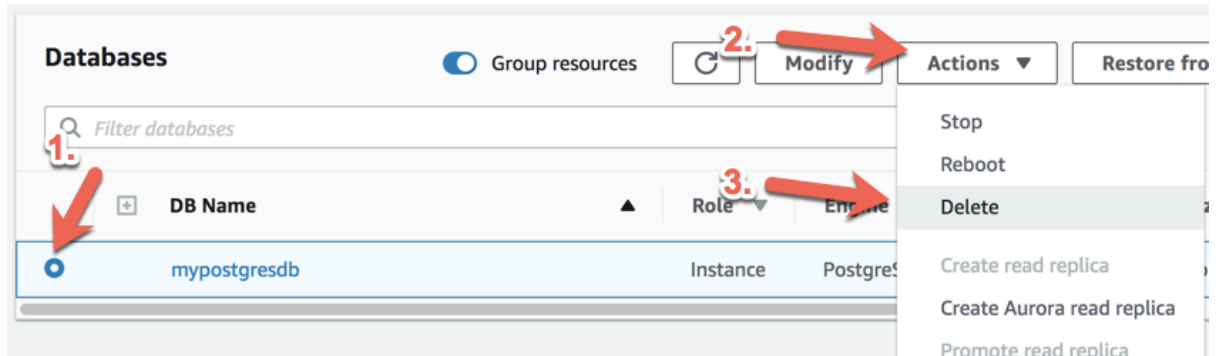 Databases
Group resources
2.
Modify
Actions
Restore fro
Filter databases
Stop
1.
Reboot
3.
DB Name
Role
Engine
Delete
mypostgresdb
Instance
PostgreS
Create read replica
Create Aurora read replica
Promote read replica